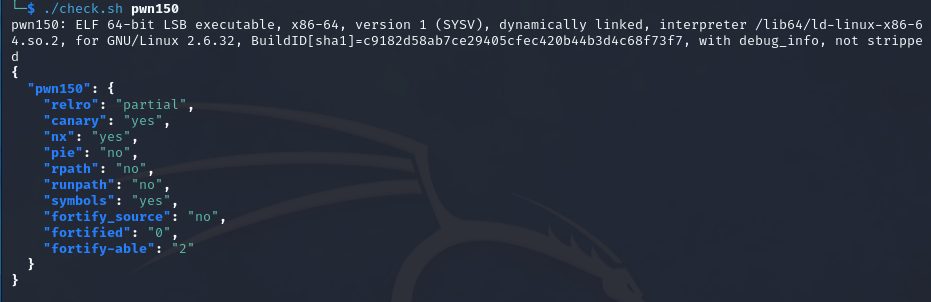 └─$ ./check.sh pwn150
pwn150: ELF 64-bit LSB executable, x86-64, version 1 (SYSV), dynamically linked, interpreter /lib64/ld-linux-x86-6
4.so.2, for GNU/Linux 2.6.32, BuildID[sha1]=c9182d58ab7ce29405cfec420b44b3d4c68f73f7, with debug_info, not strippe
d
{
  "pwn150": {
    "relro": "partial",
    "canary": "yes",
    "nx": "yes",
    "pie": "no",
    "rpath": "no",
    "runpath": "no",
    "symbols": "yes",
    "fortify_source": "no",
    "fortified": "0",
    "fortify-able": "2"
  }
}